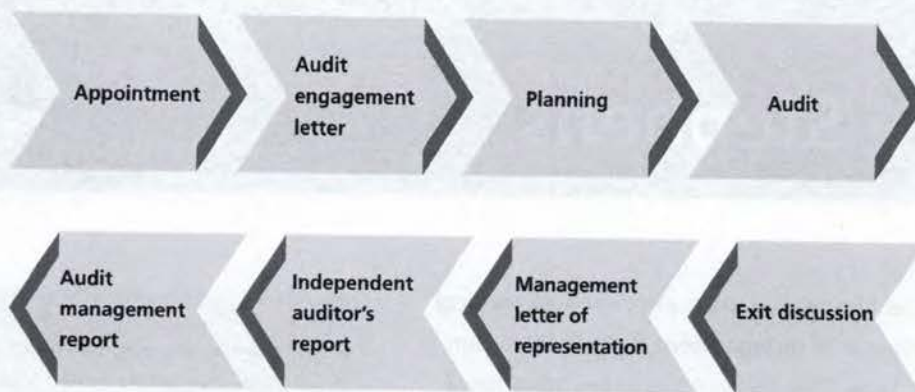 Appointment
Audit
engagement
letter
Planning
Audit
Exit discussion
Management
letter of
representation
Independent
auditor's
report
Audit
management
report